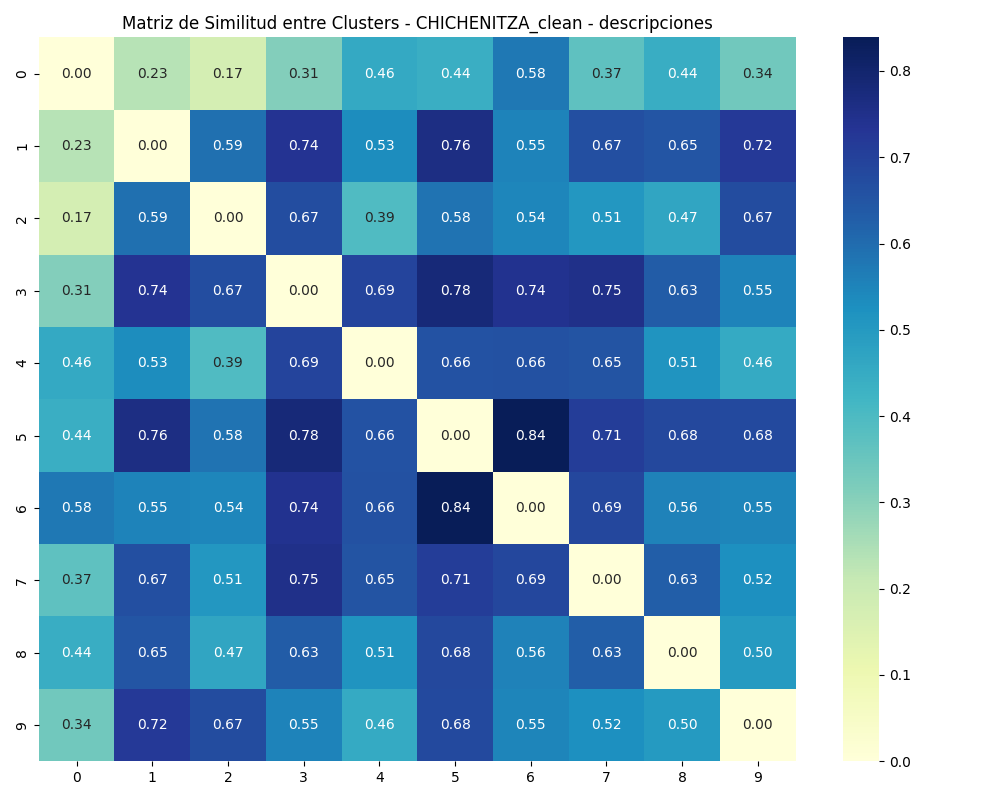 Matriz de Similitud entre Clusters - CHICHENITZA_clean - descripciones
0 0.00 0.23 0.17 0.31 0.46 0.44 0.58 0.37 0.44 0.34
1 0.23 0.00 0.59 0.74 0.53 0.76 0.55 0.67 0.65 0.72
2 0.17 0.59 0.00 0.67 0.39 0.58 0.54 0.51 0.47 0.67
3 0.31 0.74 0.67 0.00 0.69 0.78 0.74 0.75 0.63 0.55
4 0.46 0.53 0.39 0.69 0.00 0.66 0.66 0.65 0.51 0.46
5 0.44 0.76 0.58 0.78 0.66 0.00 0.84 0.71 0.68 0.68
6 0.58 0.55 0.54 0.74 0.66 0.84 0.00 0.69 0.56 0.55
7 0.37 0.67 0.51 0.75 0.65 0.71 0.69 0.00 0.63 0.52
8 0.44 0.65 0.47 0.63 0.51 0.68 0.56 0.63 0.00 0.50
9 0.34 0.72 0.67 0.55 0.46 0.68 0.55 0.52 0.50 0.00
0 1 2 3 4 5 6 7 8 9
0.8
0.7
0.6
0.5
0.4
0.3
0.2
0.1
0.0